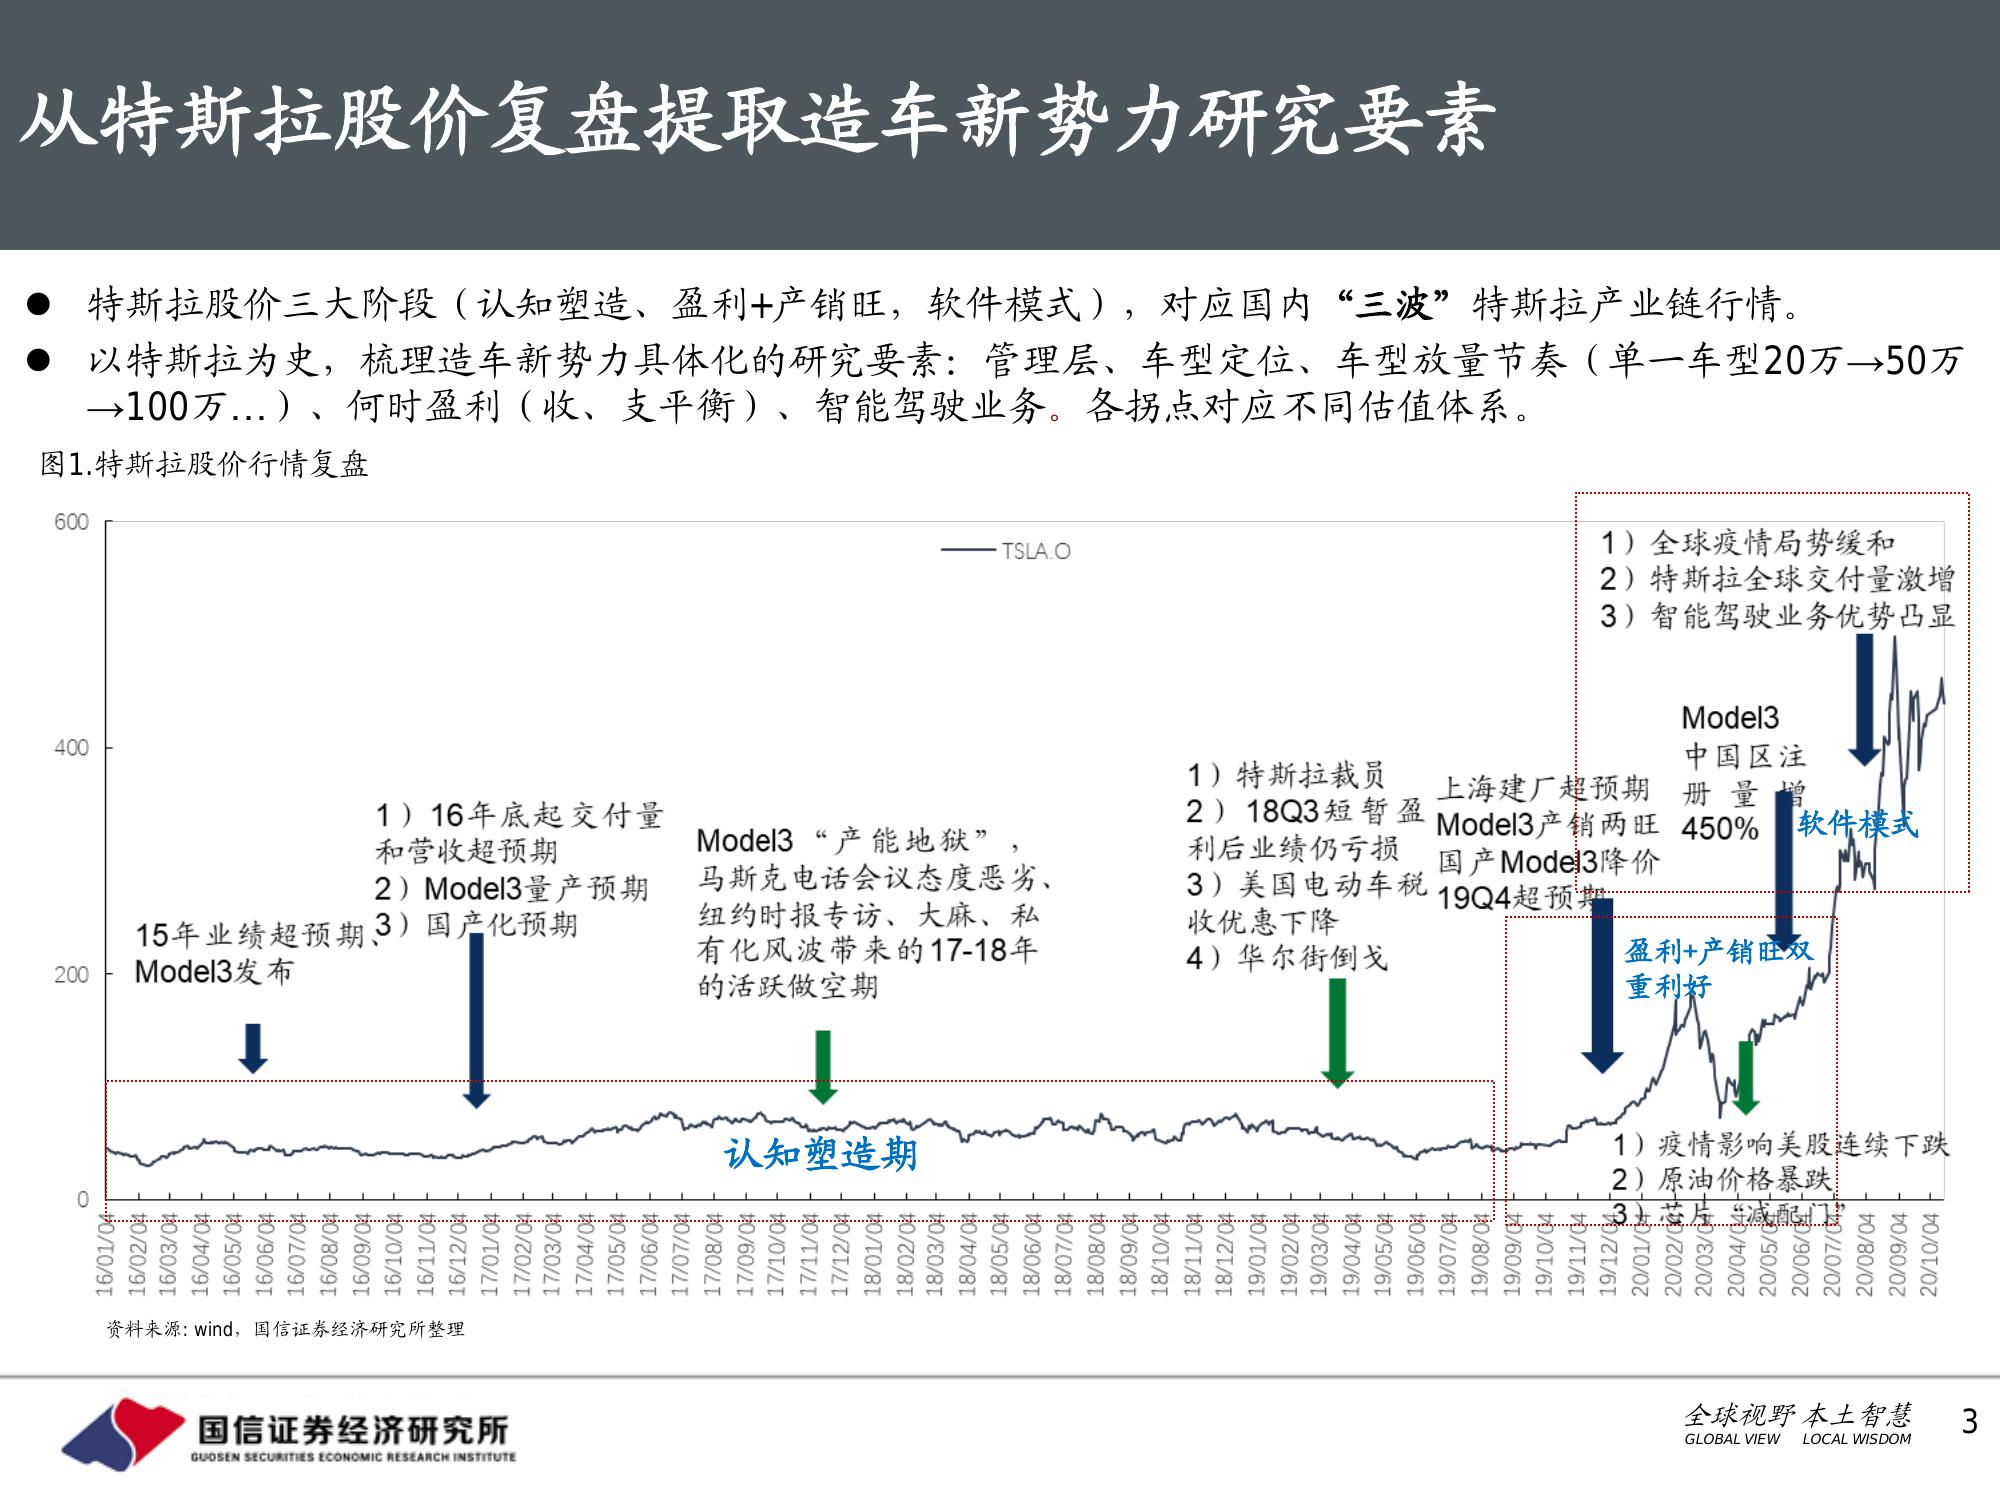 从特斯拉股价复盘提取造车新势力研究要素
● 特斯拉股价三大阶段（认知塑造、盈利+产销旺，软件模式），对应国内“三波”特斯拉产业链行情。
● 以特斯拉为史，梳理造车新势力具体化的研究要素：管理层、车型定位、车型放量节奏（单一车型20万→50万
→100万…）、何时盈利（收、支平衡）、智能驾驶业务。各拐点对应不同估值体系。
图1.特斯拉股价行情复盘
600
400
200
0
TSLA.O
15年业绩超预期、
Model3发布
1）16年底起交付量
和营收超预期
2）Model3量产预期
3）国产化预期
Model3“产能地狱”，
马斯克电话会议态度恶劣、
纽约时报专访、大麻、私
有化风波带来的17-18年
的活跃做空期
1）特斯拉裁员
2）18Q3短暂盈
利后业绩仍亏损
3）美国电动车税
收优惠下降
4）华尔街倒戈
上海建厂超预期
Model3产销两旺
国产Model3降价
19Q4超预期
Model3
中国区注
册量增
450%
1）全球疫情局势缓和
2）特斯拉全球交付量激增
3）智能驾驶业务优势凸显
软件模式
盈利+产销旺双
重利好
认知塑造期
1）疫情影响美股连续下跌
2）原油价格暴跌
3）芯片“减配门”
16/01/04
16/02/04
16/03/04
16/04/04
16/05/04
16/06/04
16/07/04
16/08/04
16/09/04
16/10/04
16/11/04
16/12/04
17/01/04
17/02/04
17/03/04
17/04/04
17/05/04
17/06/04
17/07/04
17/08/04
17/09/04
17/10/04
17/11/04
17/12/04
18/01/04
18/02/04
18/03/04
18/04/04
18/05/04
18/06/04
18/07/04
18/08/04
18/09/04
18/10/04
18/11/04
18/12/04
19/01/04
19/02/04
19/03/04
19/04/04
19/05/04
19/06/04
19/07/04
19/08/04
19/09/04
19/10/04
19/11/04
19/12/04
20/01/04
20/02/04
20/03/04
20/04/04
20/05/04
20/06/04
20/07/04
20/08/04
20/09/04
20/10/04
资料来源: wind，国信证券经济研究所整理
国信证券经济研究所
GUOSEN SECURITIES ECONOMIC RESEARCH INSTITUTE
全球视野 本土智慧
GLOBAL VIEW LOCAL WISDOM
3